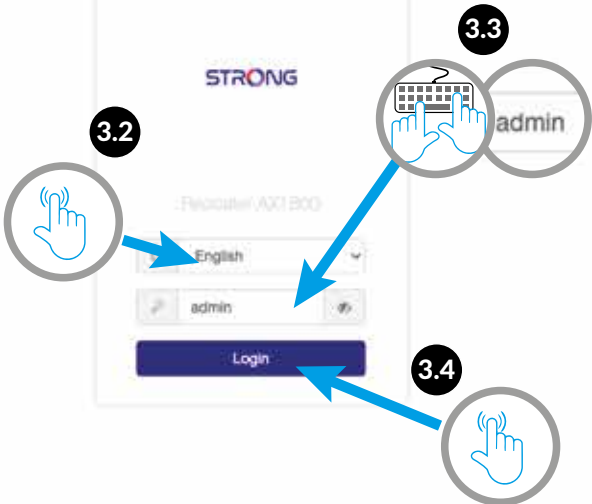 3.3
STRONG
admin
3.2
Repeater AX1800
English
admin
Login
3.4